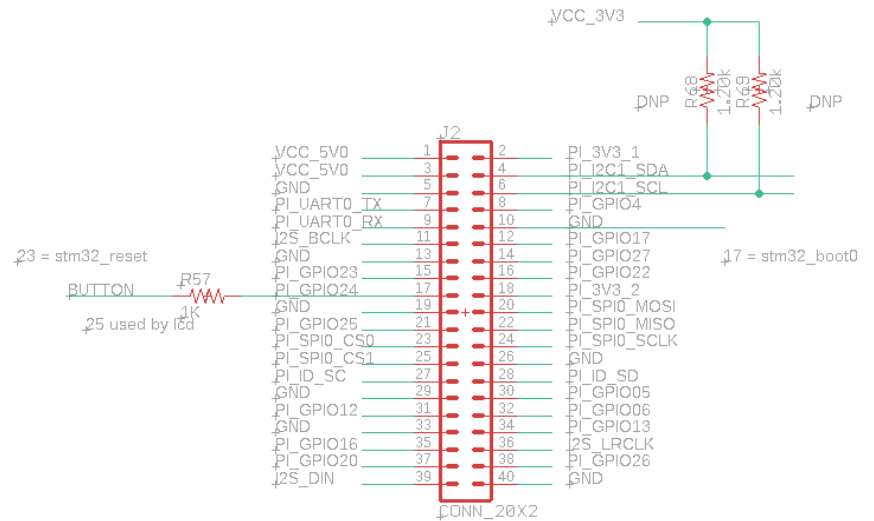 VCC_3V3
R68
1.20k
R69
1.20k
DNP
DNP
J2
VCC_5V0 1 2 PI_3V3_1
VCC_5V0 3 4 PI_I2C1_SDA
GND 5 6 PI_I2C1_SCL
PI_UART0_TX 7 8 PI_GPIO4
PI_UART0_RX 9 10 GND
I2S_BCLK 11 12 PI_GPIO17
GND 13 14 PI_GPIO27
PI_GPIO23 15 16 PI_GPIO22
PI_GPIO24 17 18 PI_3V3_2
GND 19 20 PI_SPI0_MOSI
PI_GPIO25 21 22 PI_SPI0_MISO
PI_SPI0_CS0 23 24 PI_SPI0_SCLK
PI_SPI0_CS1 25 26 GND
PI_ID_SC 27 28 PI_ID_SD
GND 29 30 PI_GPIO05
PI_GPIO12 31 32 PI_GPIO06
GND 33 34 PI_GPIO13
PI_GPIO16 35 36 I2S_LRCLK
PI_GPIO20 37 38 PI_GPIO26
I2S_DIN 39 40 GND
CONN_20X2
23 = stm32_reset
17 = stm32_boot0
BUTTON
R57
1K
25 used by lcd